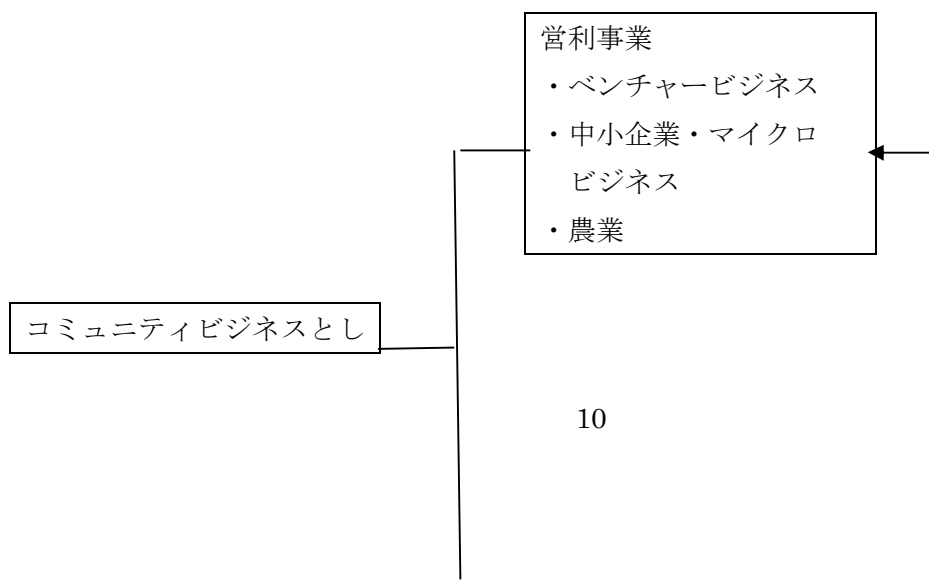 営利事業
・ベンチャービジネス
・中小企業・マイクロ
ビジネス
・農業
コミュニティビジネスとし
10